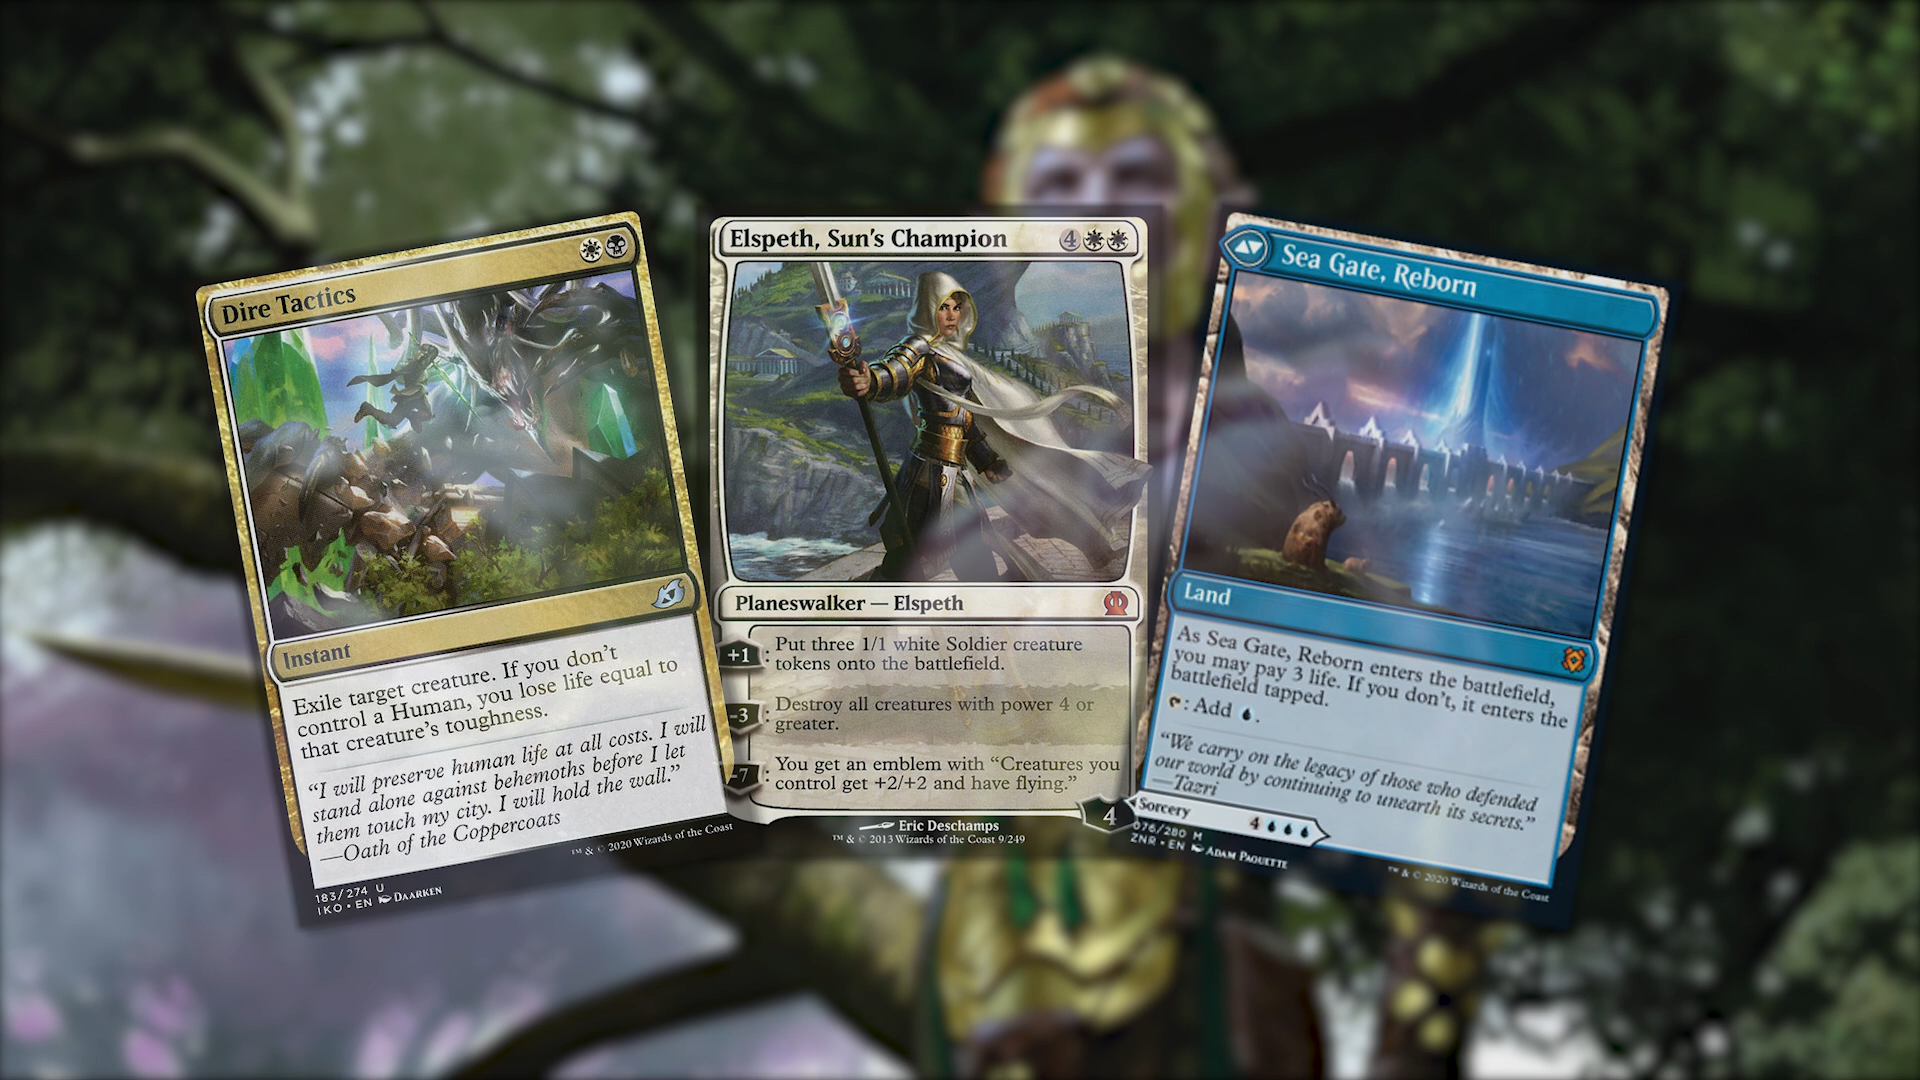 Dire Tactics
Instant
Exile target creature. If you don't
control a Human, you lose life equal to
that creature's toughness.
"I will preserve human life at all costs. I will
stand alone against behemoths before I let
them touch my city. I will hold the wall."
—Oath of the Coppercoats
183/274 U
IKO • EN Daarken
™ & © 2020 Wizards of the Coast
Elspeth, Sun's Champion 4
Planeswalker — Elspeth
+1: Put three 1/1 white Soldier creature
tokens onto the battlefield.
-3: Destroy all creatures with power 4 or
greater.
-7: You get an emblem with "Creatures you
control get +2/+2 and have flying."
4
Eric Deschamps
™ & © 2013 Wizards of the Coast 9/249
Sea Gate, Reborn
Land
As Sea Gate, Reborn enters the battlefield,
you may pay 3 life. If you don't, it enters the
battlefield tapped.
: Add .
"We carry on the legacy of those who defended
our world by continuing to unearth its secrets."
—Tazri
Sorcery 4
076/280 M
ZNR • EN Adam Paquette
™ & © 2020 Wizards of the Coast